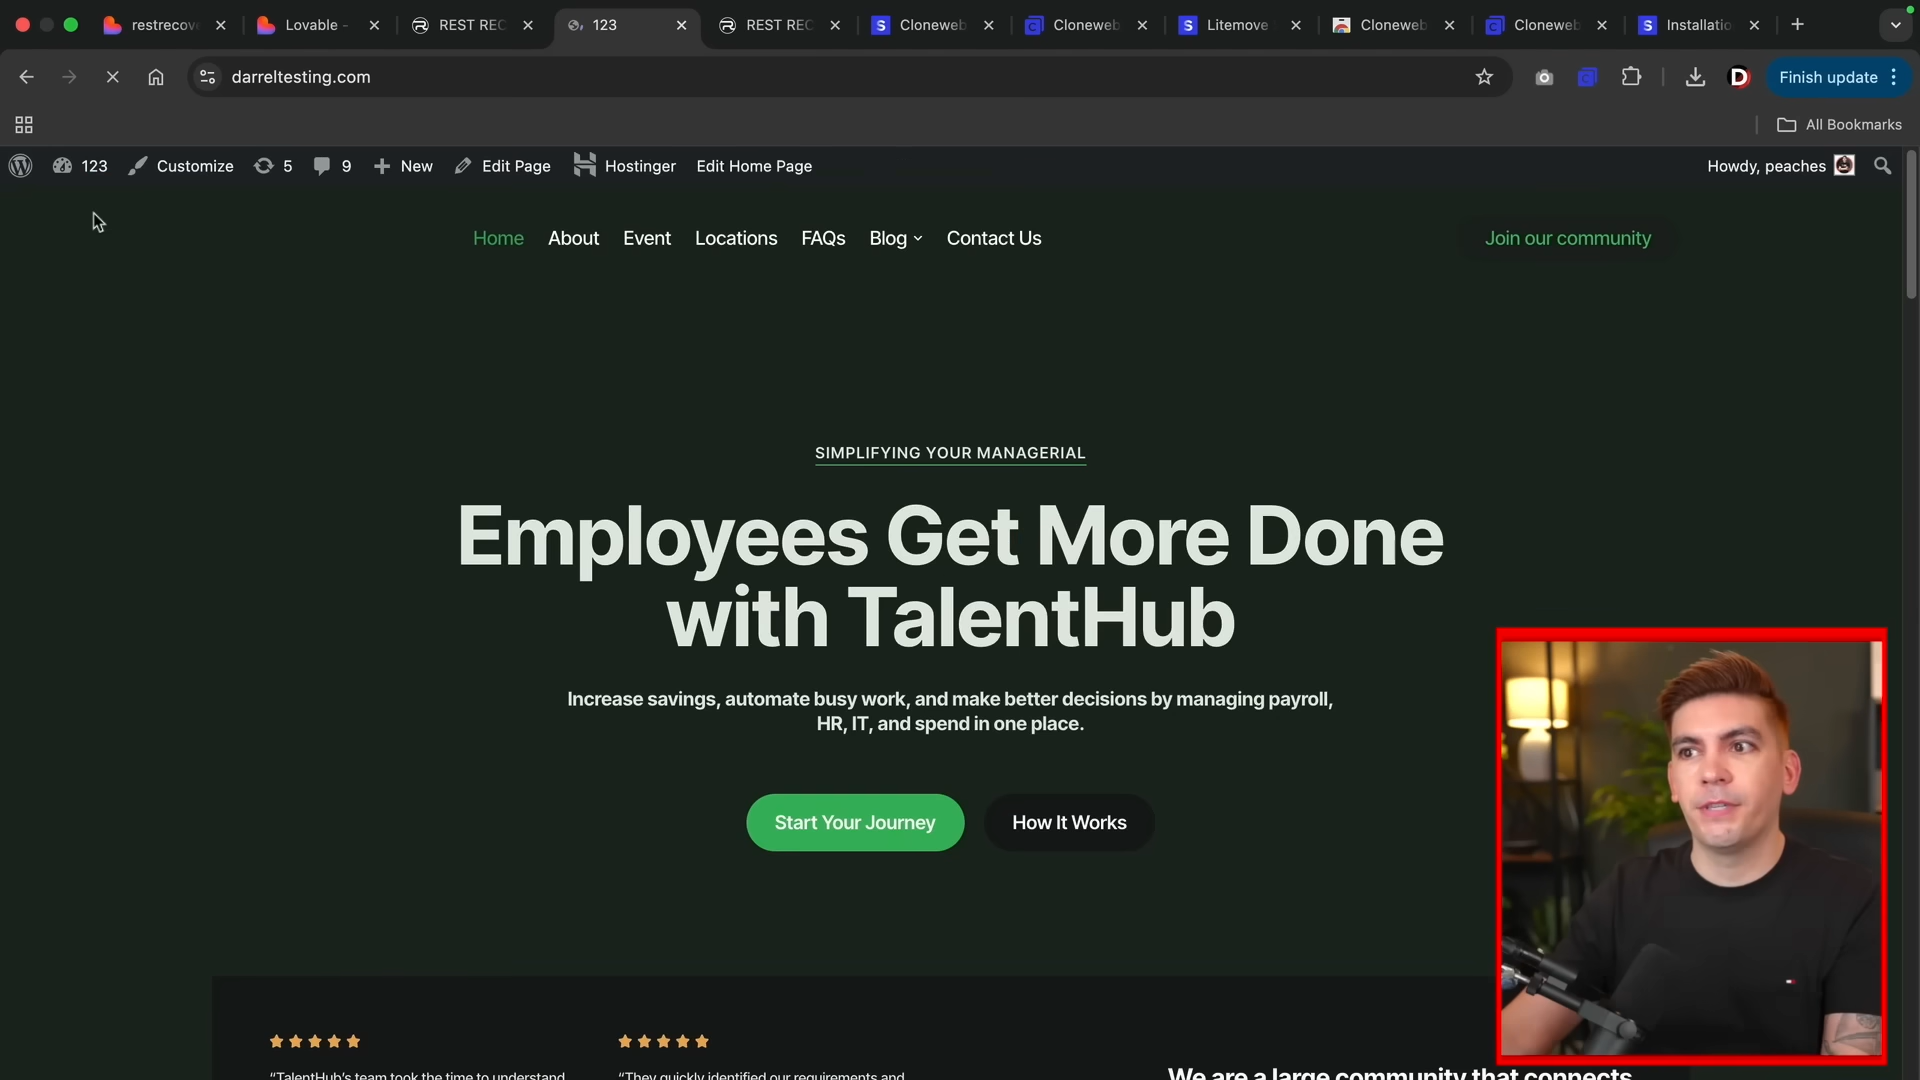 restrecov
Lovable -
REST REC
123
REST REC
Cloneweb
Cloneweb
Litemove
Cloneweb
Cloneweb
Installatio
darreltesting.com
D
Finish update
All Bookmarks
123
Customize
5
9
New
Edit Page
Hostinger
Edit Home Page
Howdy, peaches
Home
About
Event
Locations
FAQs
Blog
Contact Us
Join our community
SIMPLIFYING YOUR MANAGERIAL
Employees Get More Done
with TalentHub
Increase savings, automate busy work, and make better decisions by managing payroll,
HR, IT, and spend in one place.
Start Your Journey
How It Works
“TalentHub's team took the time to understand
“They quickly identified our requirements and
We are a large community that connects